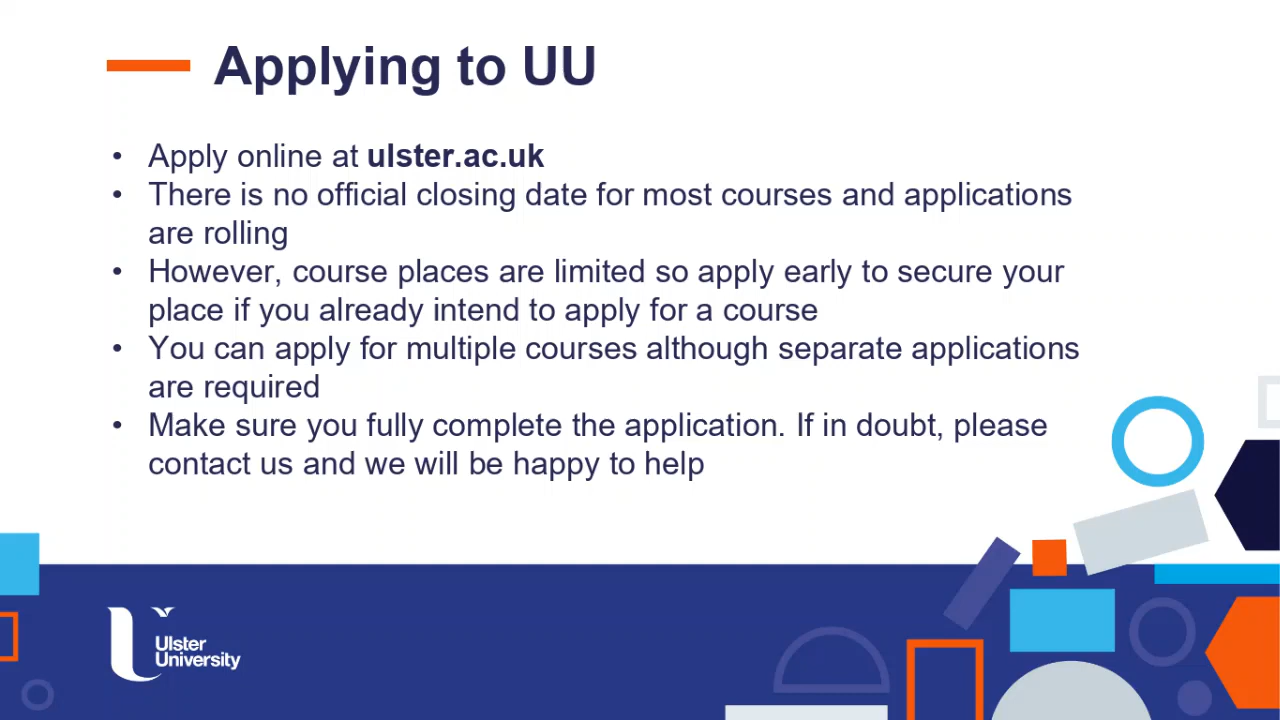 Applying to UU
• Apply online at ulster.ac.uk
• There is no official closing date for most courses and applications
are rolling
• However, course places are limited so apply early to secure your
place if you already intend to apply for a course
• You can apply for multiple courses although separate applications
are required
• Make sure you fully complete the application. If in doubt, please
contact us and we will be happy to help
Ulster
University